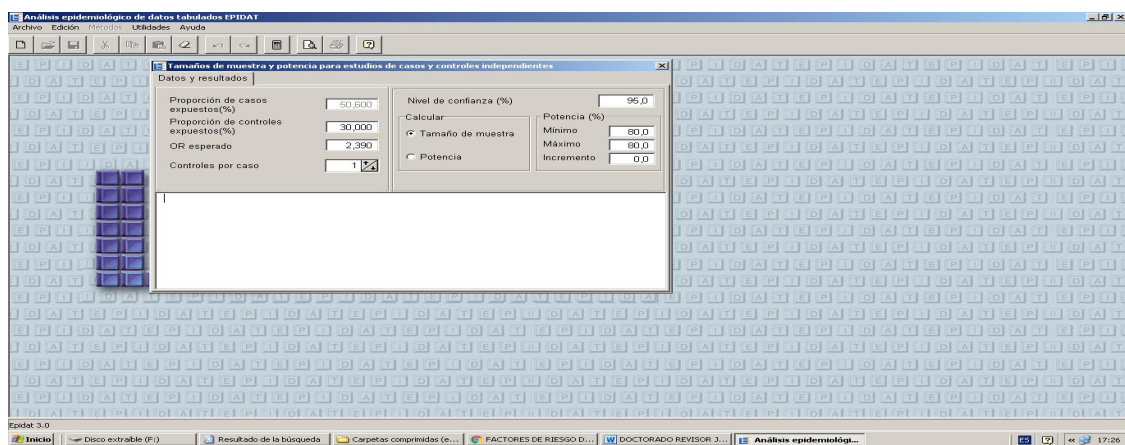 Análisis epidemiológico de datos tabulados EPIDAT
Archivo Edición Métodos Utilidades Ayuda
Tamaños de muestra y potencia para estudios de casos y controles independientes
Datos y resultados
Proporción de casos expuestos(%) 50,600
Proporción de controles expuestos(%) 30,000
OR esperado 2,390
Controles por caso 1
Nivel de confianza (%) 95,0
Calcular
Tamaño de muestra
Potencia
Potencia (%)
Mínimo 80,0
Máximo 80,0
Incremento 0,0
Epidat 3.0
Inicio Disco extraíble (F:) Resultado de la búsqueda Carpetas comprimidas (e... FACTORES DE RIESGO D... DOCTORADO REVISOR J... Análisis epidemiológi... ES 17:26